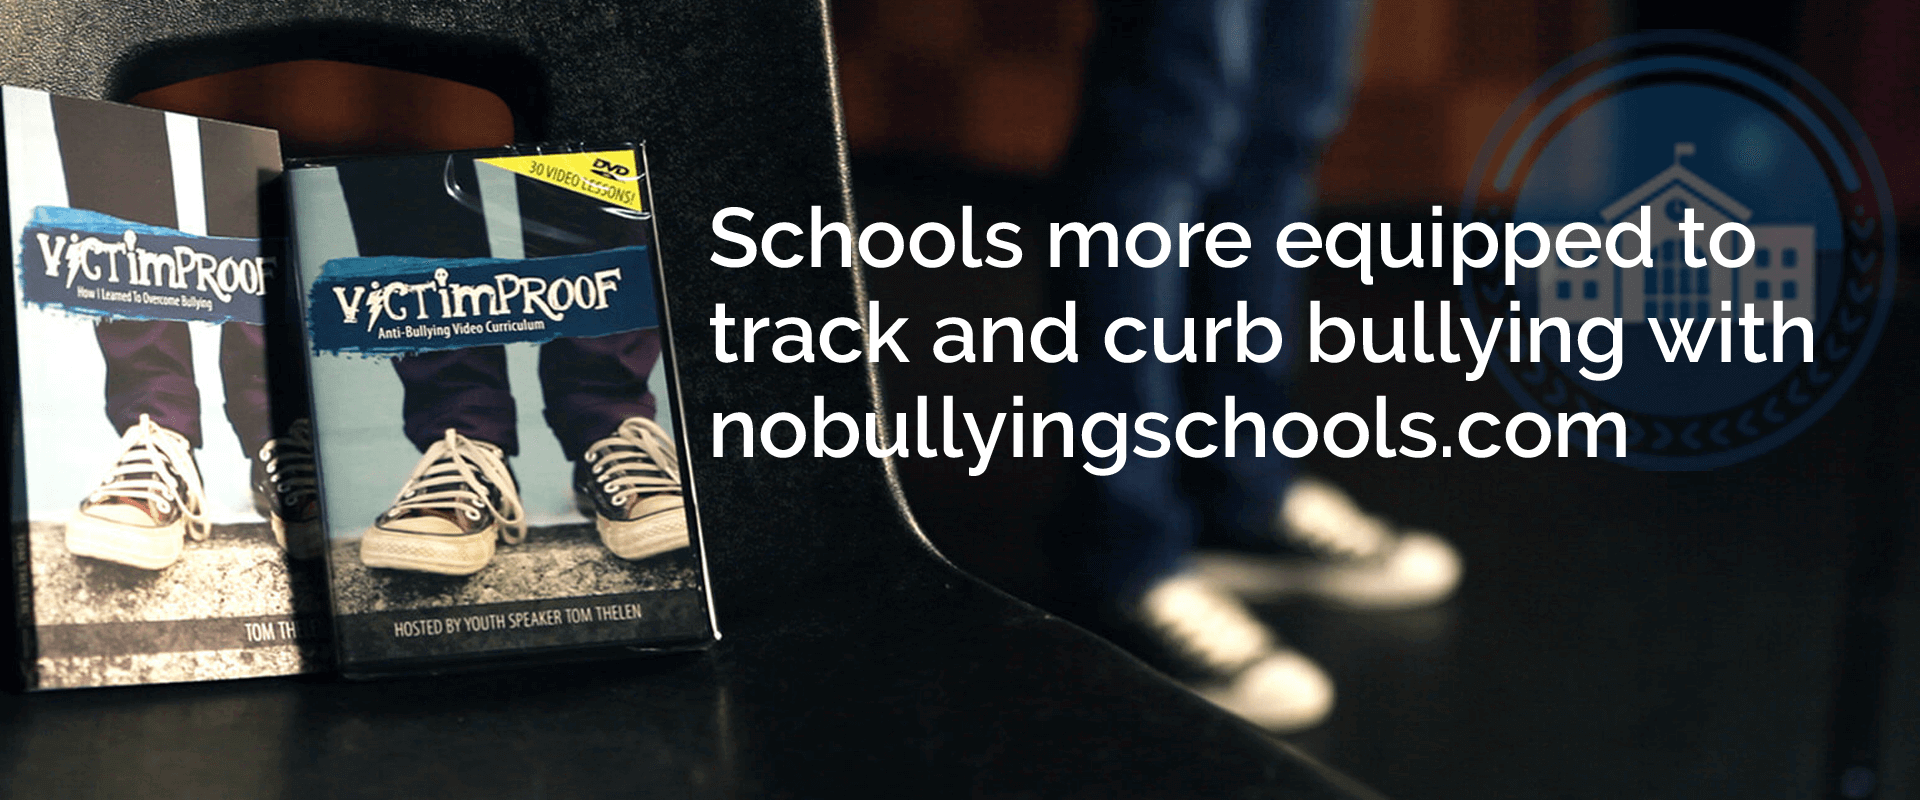 VICTIMPROOF
How I Learned To Overcome Bullying
TOM
DVD
30 VIDEO LESSONS!
VICTIMPROOF
Anti-Bullying Video Curriculum
HOSTED BY YOUTH SPEAKER TOM THELEN
Schools more equipped to
track and curb bullying with
nobullyingschools.com